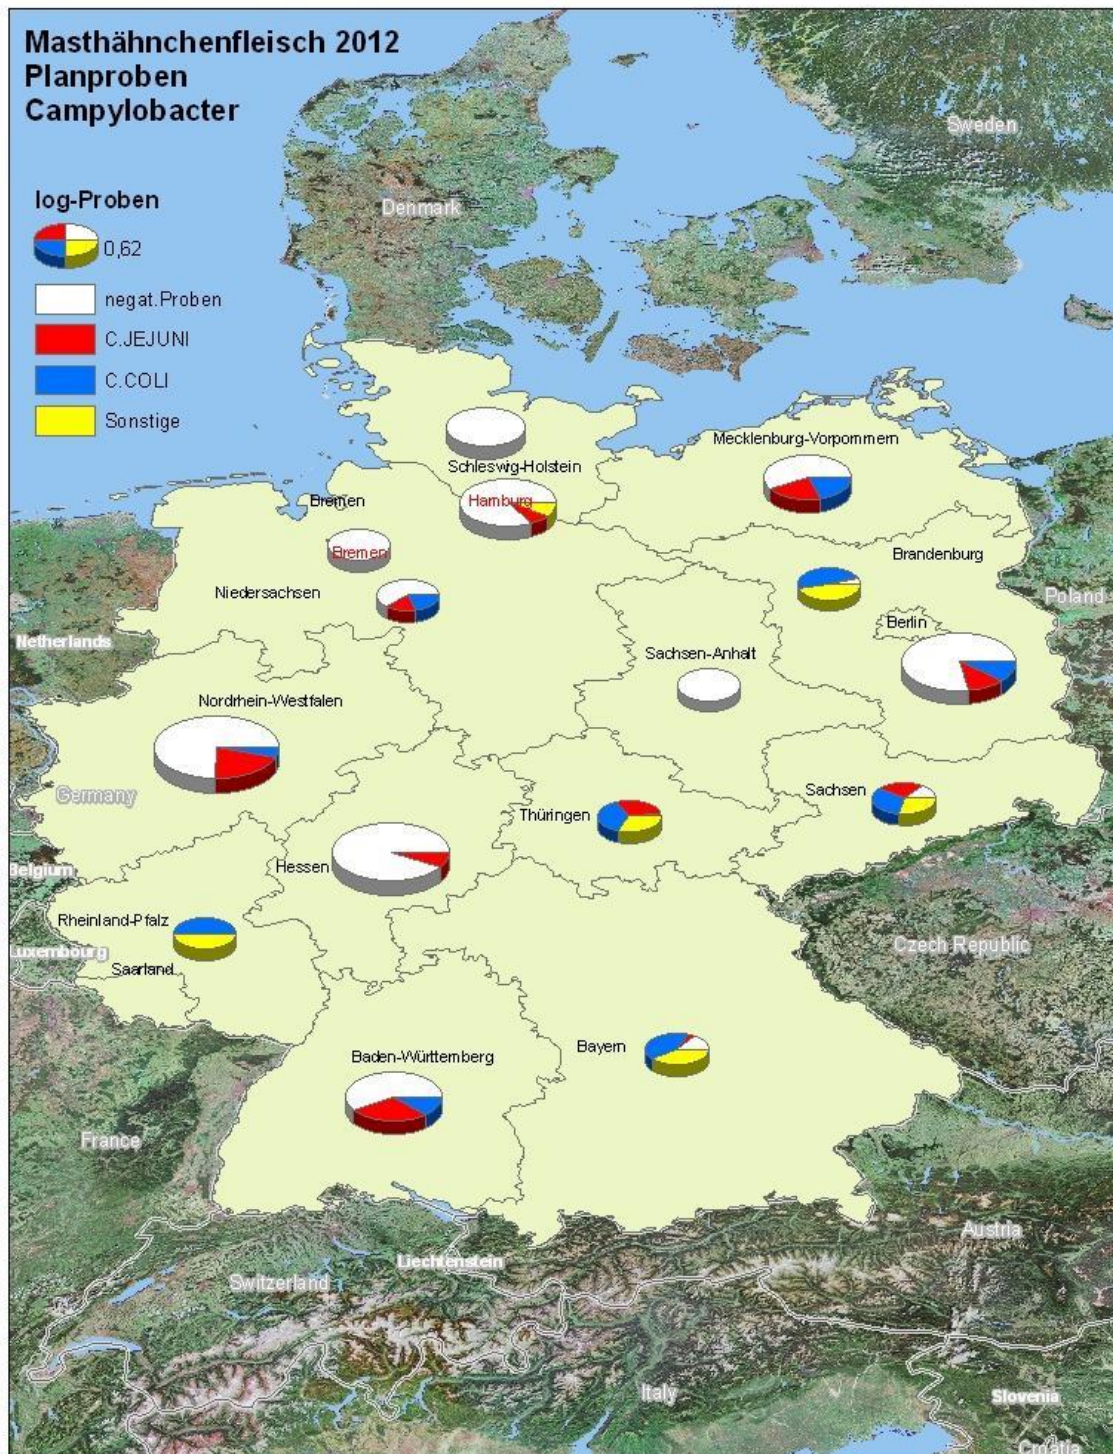 Masthähnchenfleisch 2012
Planproben
Campylobacter
log-Proben
0,62
negat.Proben
C.JEJUNI
C.COLI
Sonstige
Sweden
Denmark
Mecklenburg-Vorpommern
Schleswig-Holstein
Bremen
Hamburg
Bremen
Brandenburg
Niedersachsen
Poland
Berlin
Netherlands
Sachsen-Anhalt
Nordrhein-Westfalen
Germany
Sachsen
Thüringen
Hessen
Belgium
Rheinland-Pfalz
Luxembourg
Czech Republic
Saarland
Bayern
Baden-Württemberg
France
Austria
Liechtenstein
Switzerland
Italy
Slovenia
Croatia